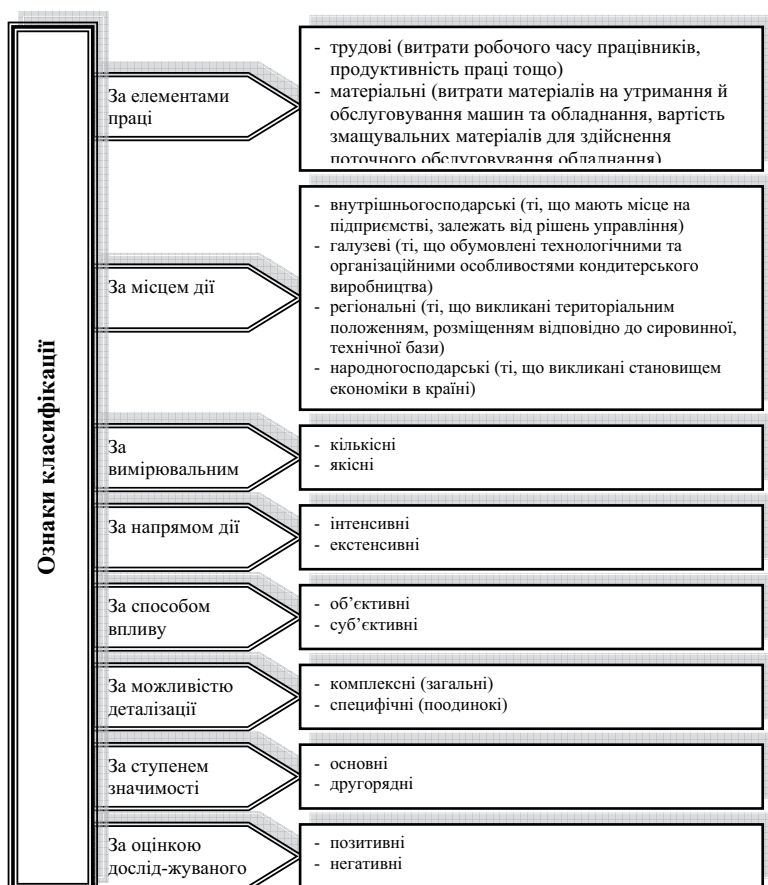 Ознаки класифікації
За елементами
праці
- трудові (витрати робочого часу працівників,
продуктивність праці тощо)
- матеріальні (витрати матеріалів на утримання й
обслуговування машин та обладнання, вартість
змащувальних матеріалів для здійснення
поточного обслуговування обладнання)
За місцем дії
- внутрішньогосподарські (ті, що мають місце на
підприємстві, залежать від рішень управління)
- галузеві (ті, що обумовлені технологічними та
організаційними особливостями кондитерського
виробництва)
- регіональні (ті, що викликані територіальним
положенням, розміщенням відповідно до сировинної,
технічної бази)
- народногосподарські (ті, що викликані становищем
економіки в країні)
За
вимірювальним
- кількісні
- якісні
За напрямом дії
- інтенсивні
- екстенсивні
За способом
впливу
- об’єктивні
- суб’єктивні
За можливістю
деталізації
- комплексні (загальні)
- специфічні (поодинокі)
За ступенем
значимості
- основні
- другорядні
За оцінкою
дослід-жуваного
- позитивні
- негативні